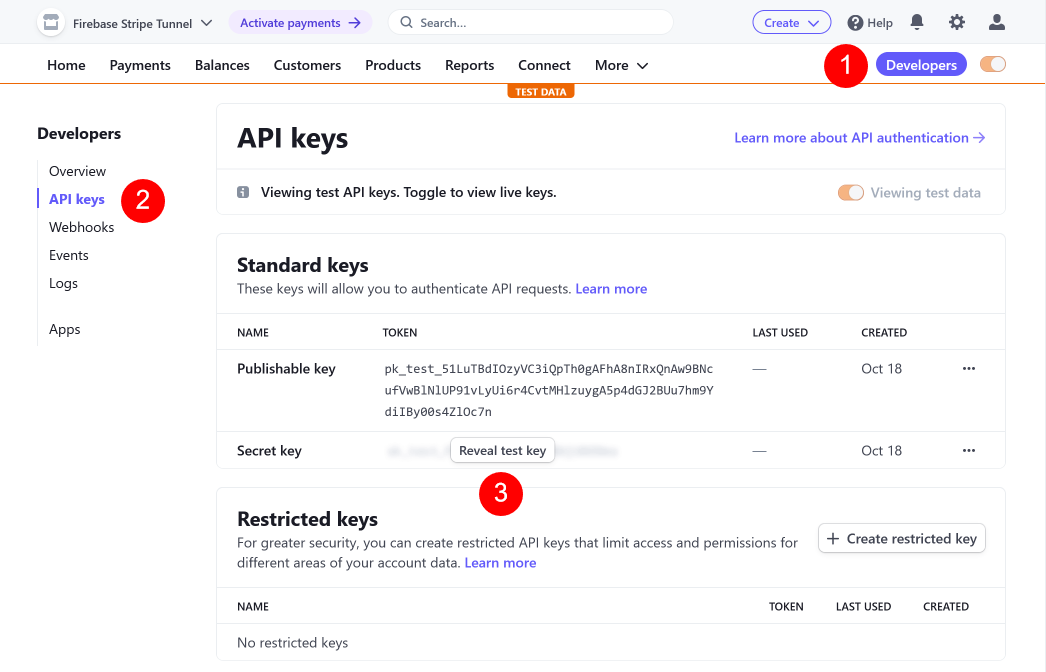 Firebase Stripe Tunnel
Activate payments →
Search...
Create
Help
Home Payments Balances Customers Products Reports Connect More
1
Developers
TEST DATA
Developers
Overview
API keys
2
Webhooks
Events
Logs
Apps
API keys
Learn more about API authentication →
Viewing test API keys. Toggle to view live keys.
Viewing test data
Standard keys
These keys will allow you to authenticate API requests. Learn more
NAME TOKEN LAST USED CREATED
Publishable key
pk_test_51LuTBdIOzyVC3iQpTh0gAFhA8nIRxQnAw9BNc
ufVwBlNlUP91vLyUi6r4CvtMHlzuygA5p4dGJ2BUu7hm9Y
diIBy00s4ZlOc7n
— Oct 18 •••
Secret key
Reveal test key
— Oct 18 •••
3
Restricted keys
For greater security, you can create restricted API keys that limit access and permissions for
different areas of your account data. Learn more
+ Create restricted key
NAME TOKEN LAST USED CREATED
No restricted keys